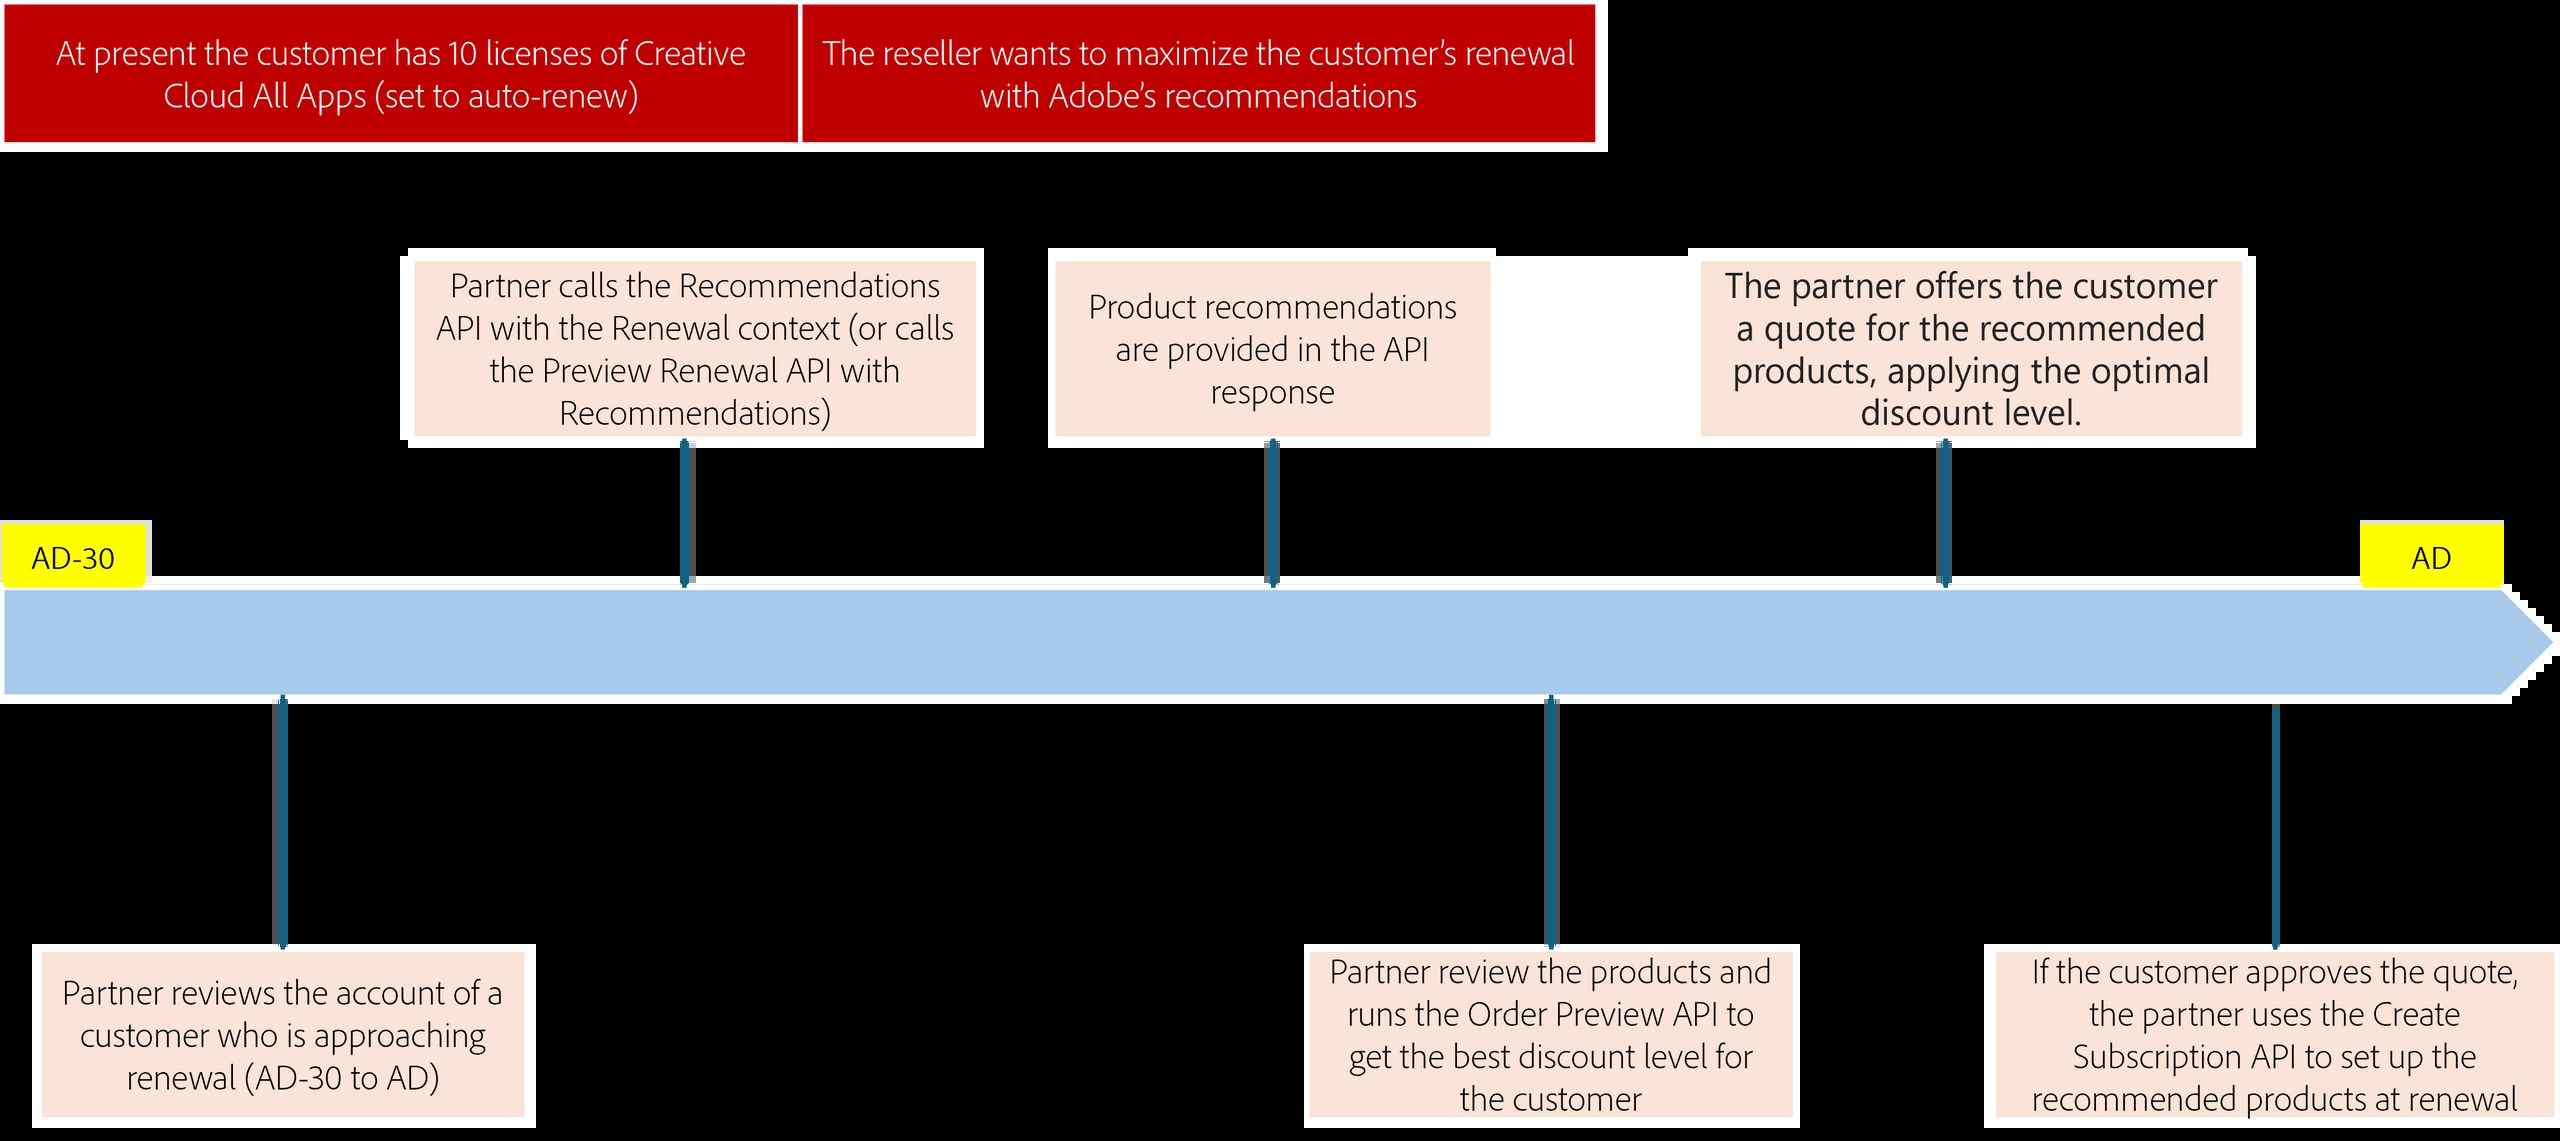 At present the customer has 10 licenses of Creative
Cloud All Apps (set to auto-renew)
The reseller wants to maximize the customer’s renewal
with Adobe’s recommendations
Partner calls the Recommendations
API with the Renewal context (or calls
the Preview Renewal API with
Recommendations)
Product recommendations
are provided in the API
response
The partner offers the customer
a quote for the recommended
products, applying the optimal
discount level.
AD-30
AD
Partner reviews the account of a
customer who is approaching
renewal (AD-30 to AD)
Partner review the products and
runs the Order Preview API to
get the best discount level for
the customer
If the customer approves the quote,
the partner uses the Create
Subscription API to set up the
recommended products at renewal